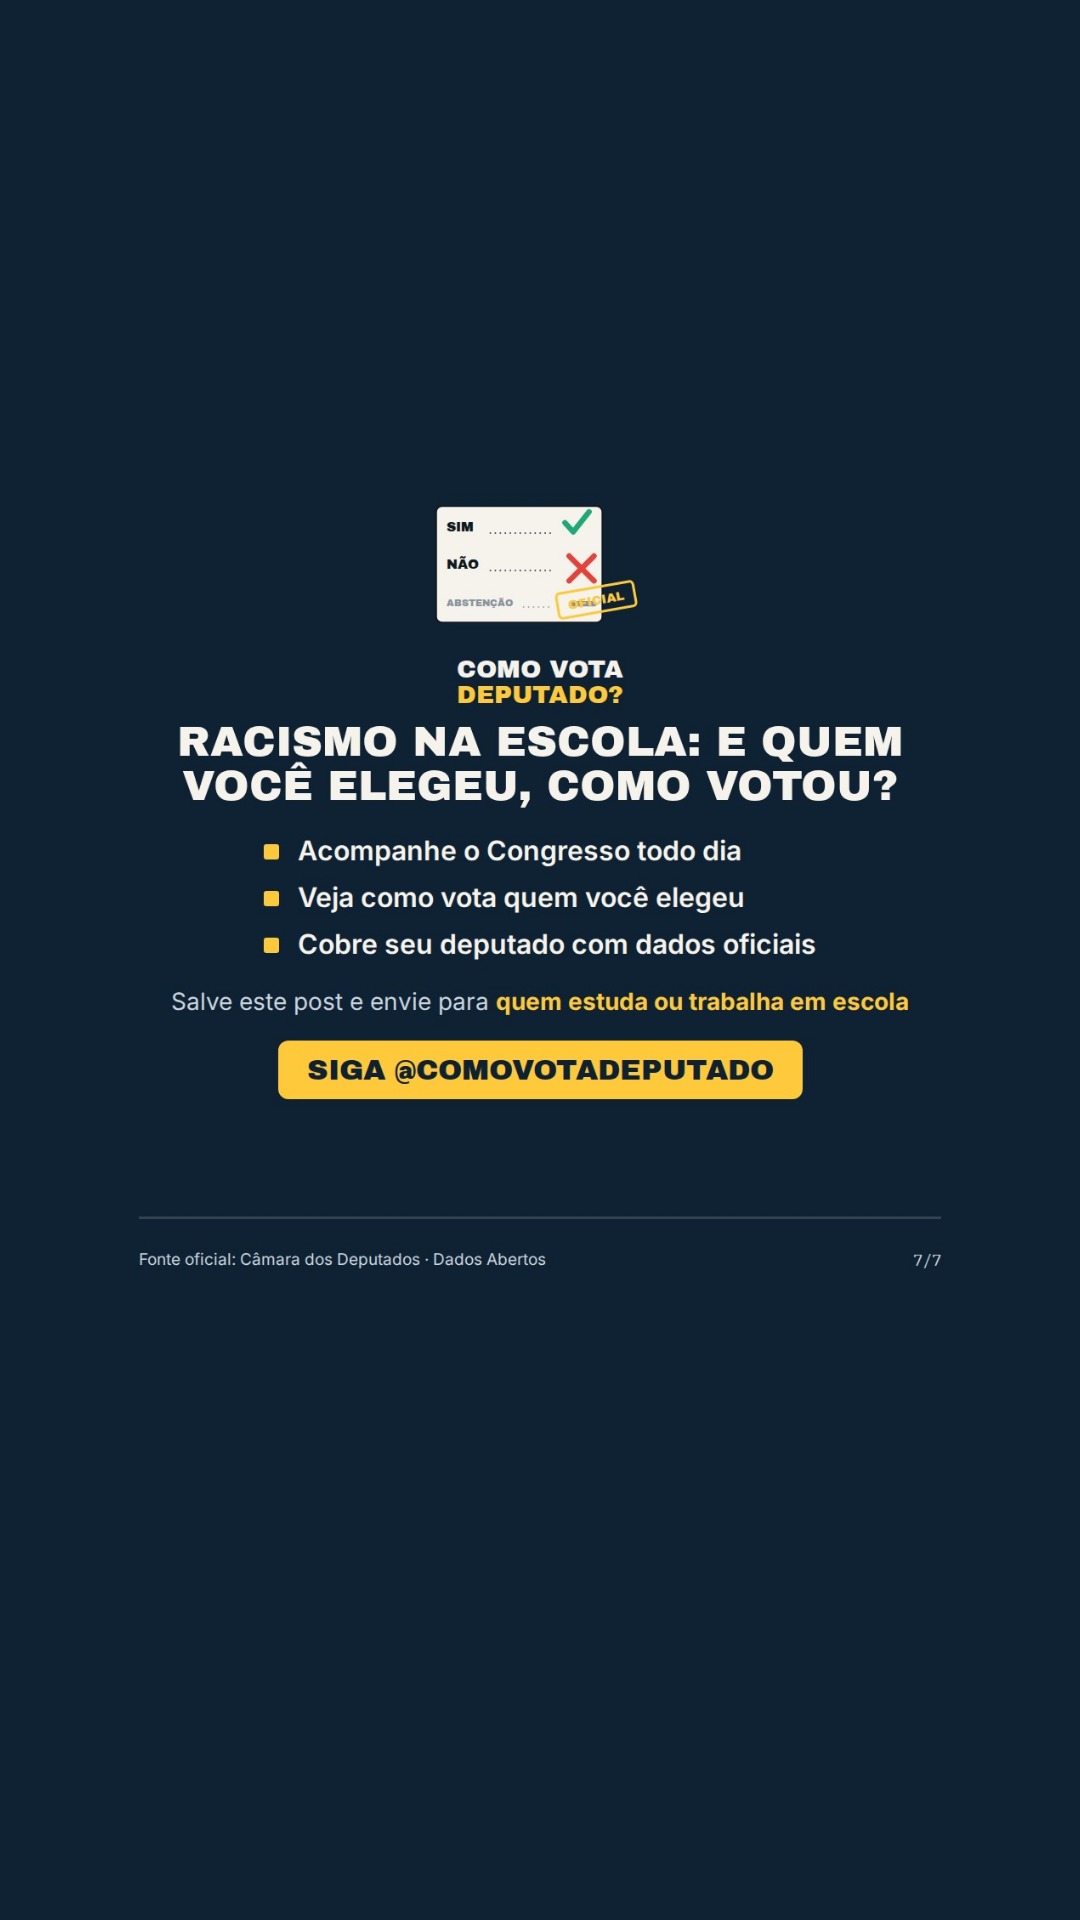 SIM .............
NÃO .............
ABSTENÇÃO ......
OFICIAL
COMO VOTA
DEPUTADO?
RACISMO NA ESCOLA: E QUEM
VOCÊ ELEGEU, COMO VOTOU?
Acompanhe o Congresso todo dia
Veja como vota quem você elegeu
Cobre seu deputado com dados oficiais
Salve este post e envie para quem estuda ou trabalha em escola
SIGA @COMOVOTADEPUTADO
Fonte oficial: Câmara dos Deputados · Dados Abertos
7/7